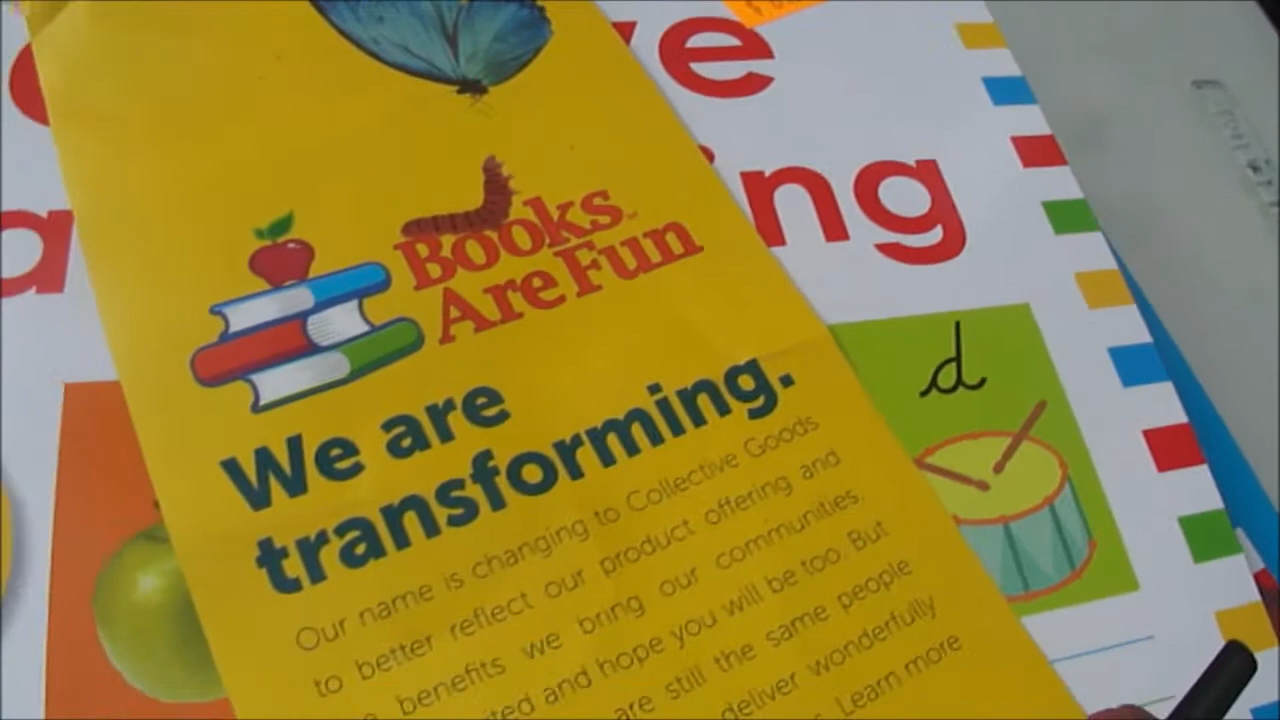 Books
Are Fun
We are
transforming.
Our name is changing to Collective Goods
to better reflect our product offering and
benefits we bring our communities,
and hope you will be too. But
are still the same people
deliver wonderfully
Learn more
ve
ing
a
d